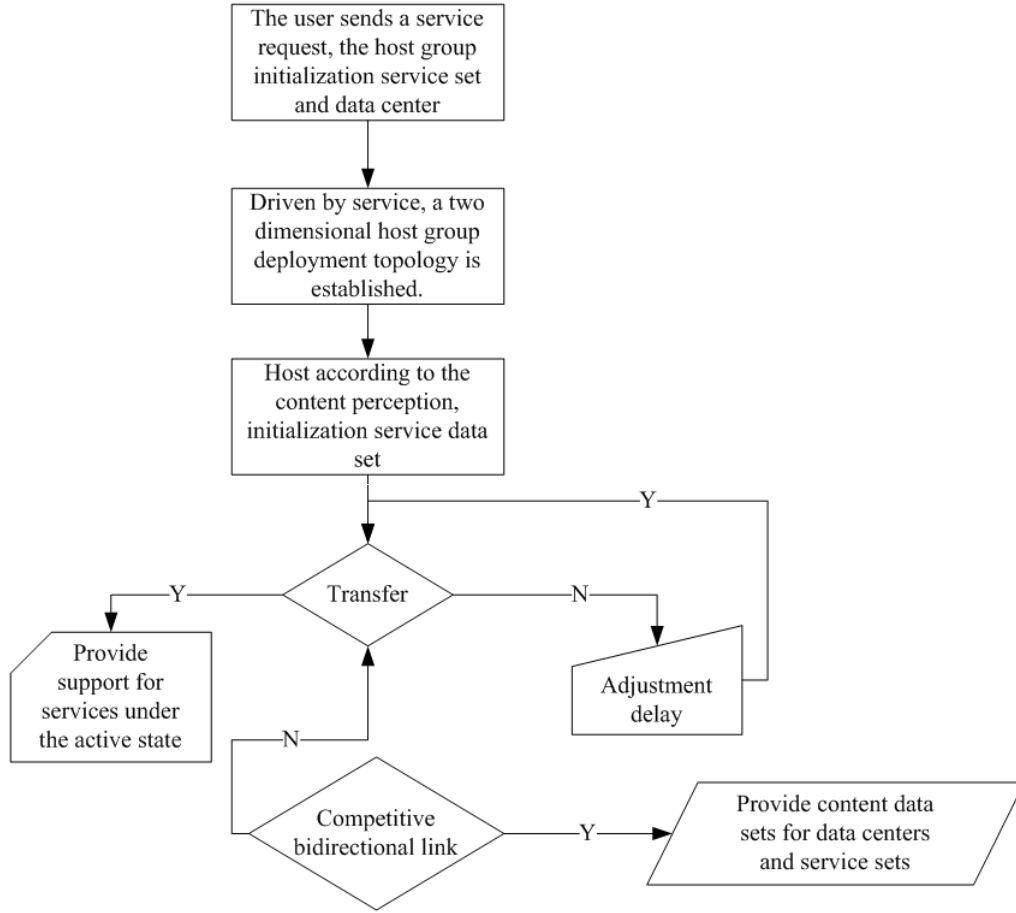 The user sends a service
request, the host group
initialization service set
and data center
Driven by service, a two
dimensional host group
deployment topology is
established.
Host according to the
content perception,
initialization service data
set
Y
Transfer
Y
N
Provide
support for
services under
the active state
Adjustment
delay
N
Competitive
bidirectional link
Y
Provide content data
sets for data centers
and service sets